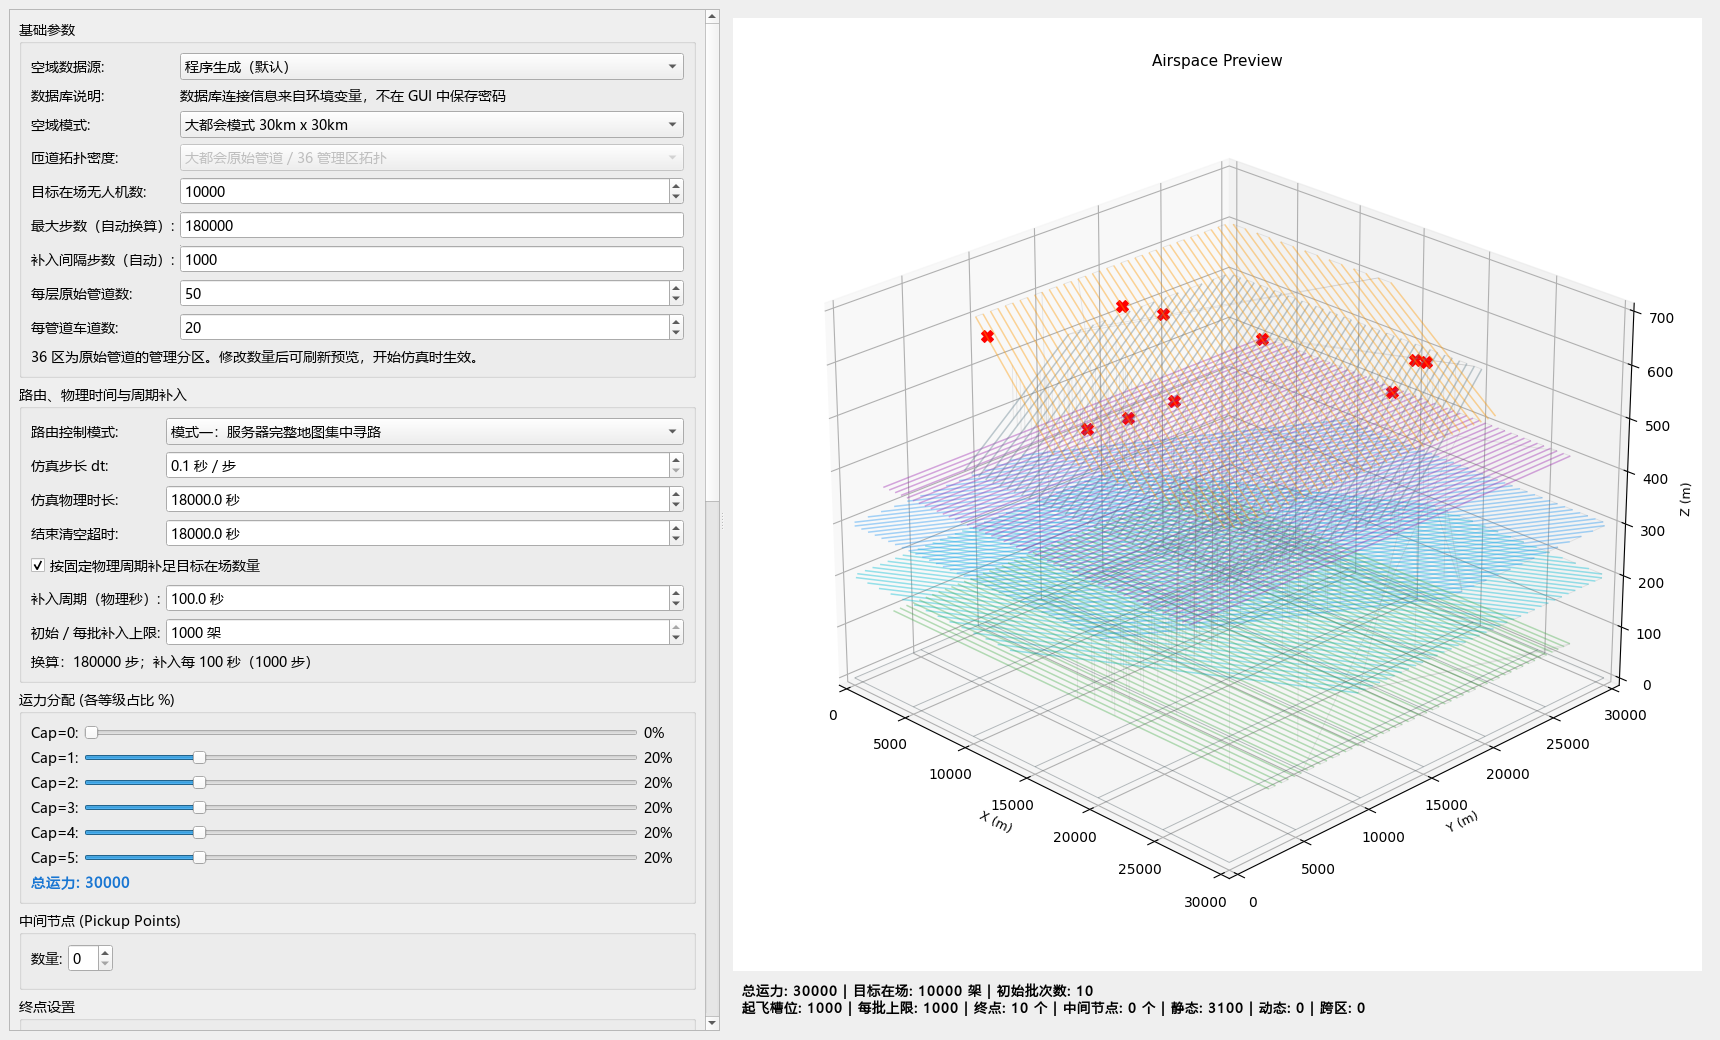 基础参数
空域数据源: 程序生成（默认）
数据库说明: 数据库连接信息来自环境变量，不在 GUI 中保存密码
空域模式: 大都会模式 30km x 30km
匝道拓扑密度: 大都会原始管道 / 36 管理区拓扑
目标在场无人机数: 10000
最大步数（自动换算）: 180000
补入间隔步数（自动）: 1000
每层原始管道数: 50
每管道车道数: 20
36 区为原始管道的管理分区。修改数量后可刷新预览，开始仿真时生效。
路由、物理时间与周期补入
路由控制模式: 模式一：服务器完整地图集中寻路
仿真步长 dt: 0.1 秒 / 步
仿真物理时长: 18000.0 秒
结束清空超时: 18000.0 秒
按固定物理周期补足目标在场数量
补入周期（物理秒）: 100.0 秒
初始 / 每批补入上限: 1000 架
换算：180000 步；补入每 100 秒（1000 步）
运力分配 (各等级占比 %)
Cap=0: 0%
Cap=1: 20%
Cap=2: 20%
Cap=3: 20%
Cap=4: 20%
Cap=5: 20%
总运力: 30000
中间节点 (Pickup Points)
数量: 0
终点设置
Airspace Preview
700
600
500
400
300
200
100
0
Z (m)
0
5000
10000
15000
20000
25000
30000
X (m)
0
5000
10000
15000
20000
25000
30000
Y (m)
总运力: 30000 | 目标在场: 10000 架 | 初始批次数: 10
起飞槽位: 1000 | 每批上限: 1000 | 终点: 10 个 | 中间节点: 0 个 | 静态: 3100 | 动态: 0 | 跨区: 0